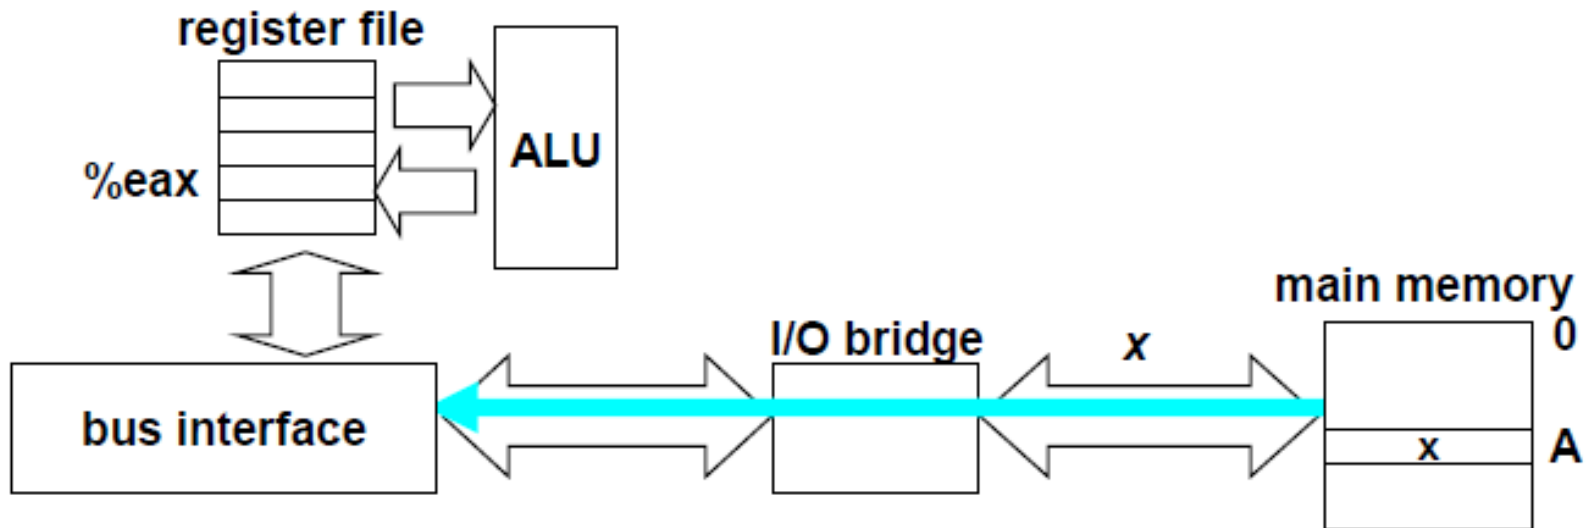 register file
ALU
%eax
main memory
I/O bridge
x
0
bus interface
x
A